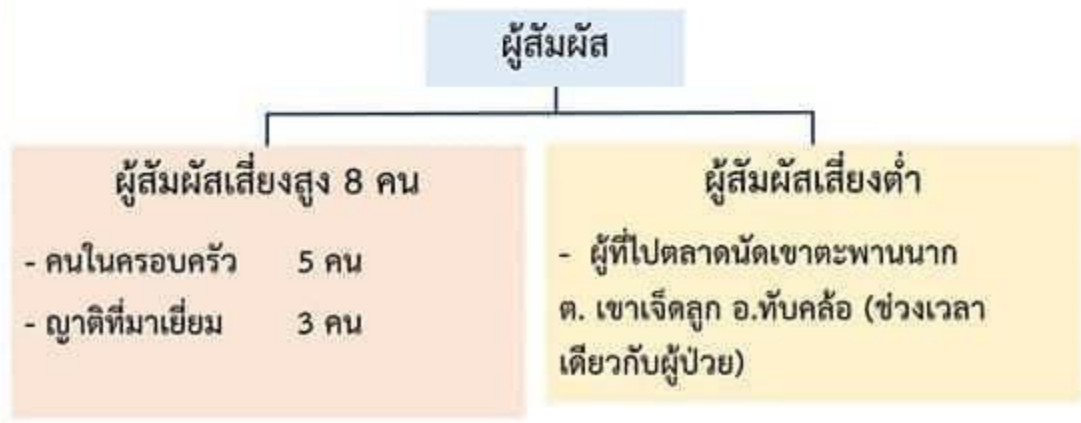 ผู้สัมผัส
ผู้สัมผัสเสี่ยงสูง 8 คน
- คนในครอบครัว 5 คน
- ญาติที่มาเยี่ยม 3 คน
ผู้สัมผัสเสี่ยงต่ำ
- ผู้ที่ไปตลาดนัดเขาตะพานนาก
ต. เขาเจ็ดลูก อ.ทับคล้อ (ช่วงเวลา
เดียวกับผู้ป่วย)